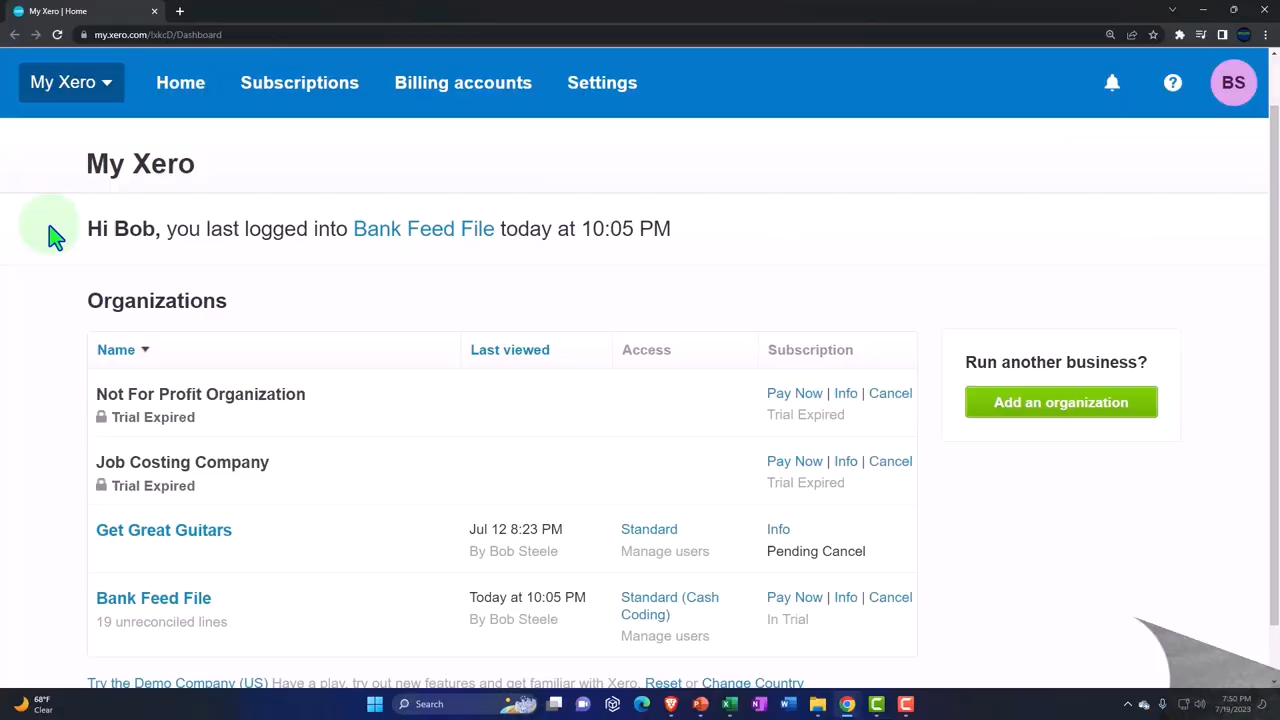 My Xero | Home
my.xero.com/!xkcD/Dashboard
My Xero Home Subscriptions Billing accounts Settings ? BS
My Xero
Hi Bob, you last logged into Bank Feed File today at 10:05 PM
Organizations
Name Last viewed Access Subscription
Not For Profit Organization Pay Now | Info | Cancel
Trial Expired Trial Expired
Job Costing Company Pay Now | Info | Cancel
Trial Expired Trial Expired
Get Great Guitars Jul 12 8:23 PM Standard Info
By Bob Steele Manage users Pending Cancel
Bank Feed File Today at 10:05 PM Standard (Cash Coding) Pay Now | Info | Cancel
19 unreconciled lines By Bob Steele Manage users In Trial
Run another business?
Add an organization
Try the Demo Company (US) Have a play, try out new features and get familiar with Xero. Reset or Change Country
68°F
Clear
Search
7:50 PM
7/19/2023